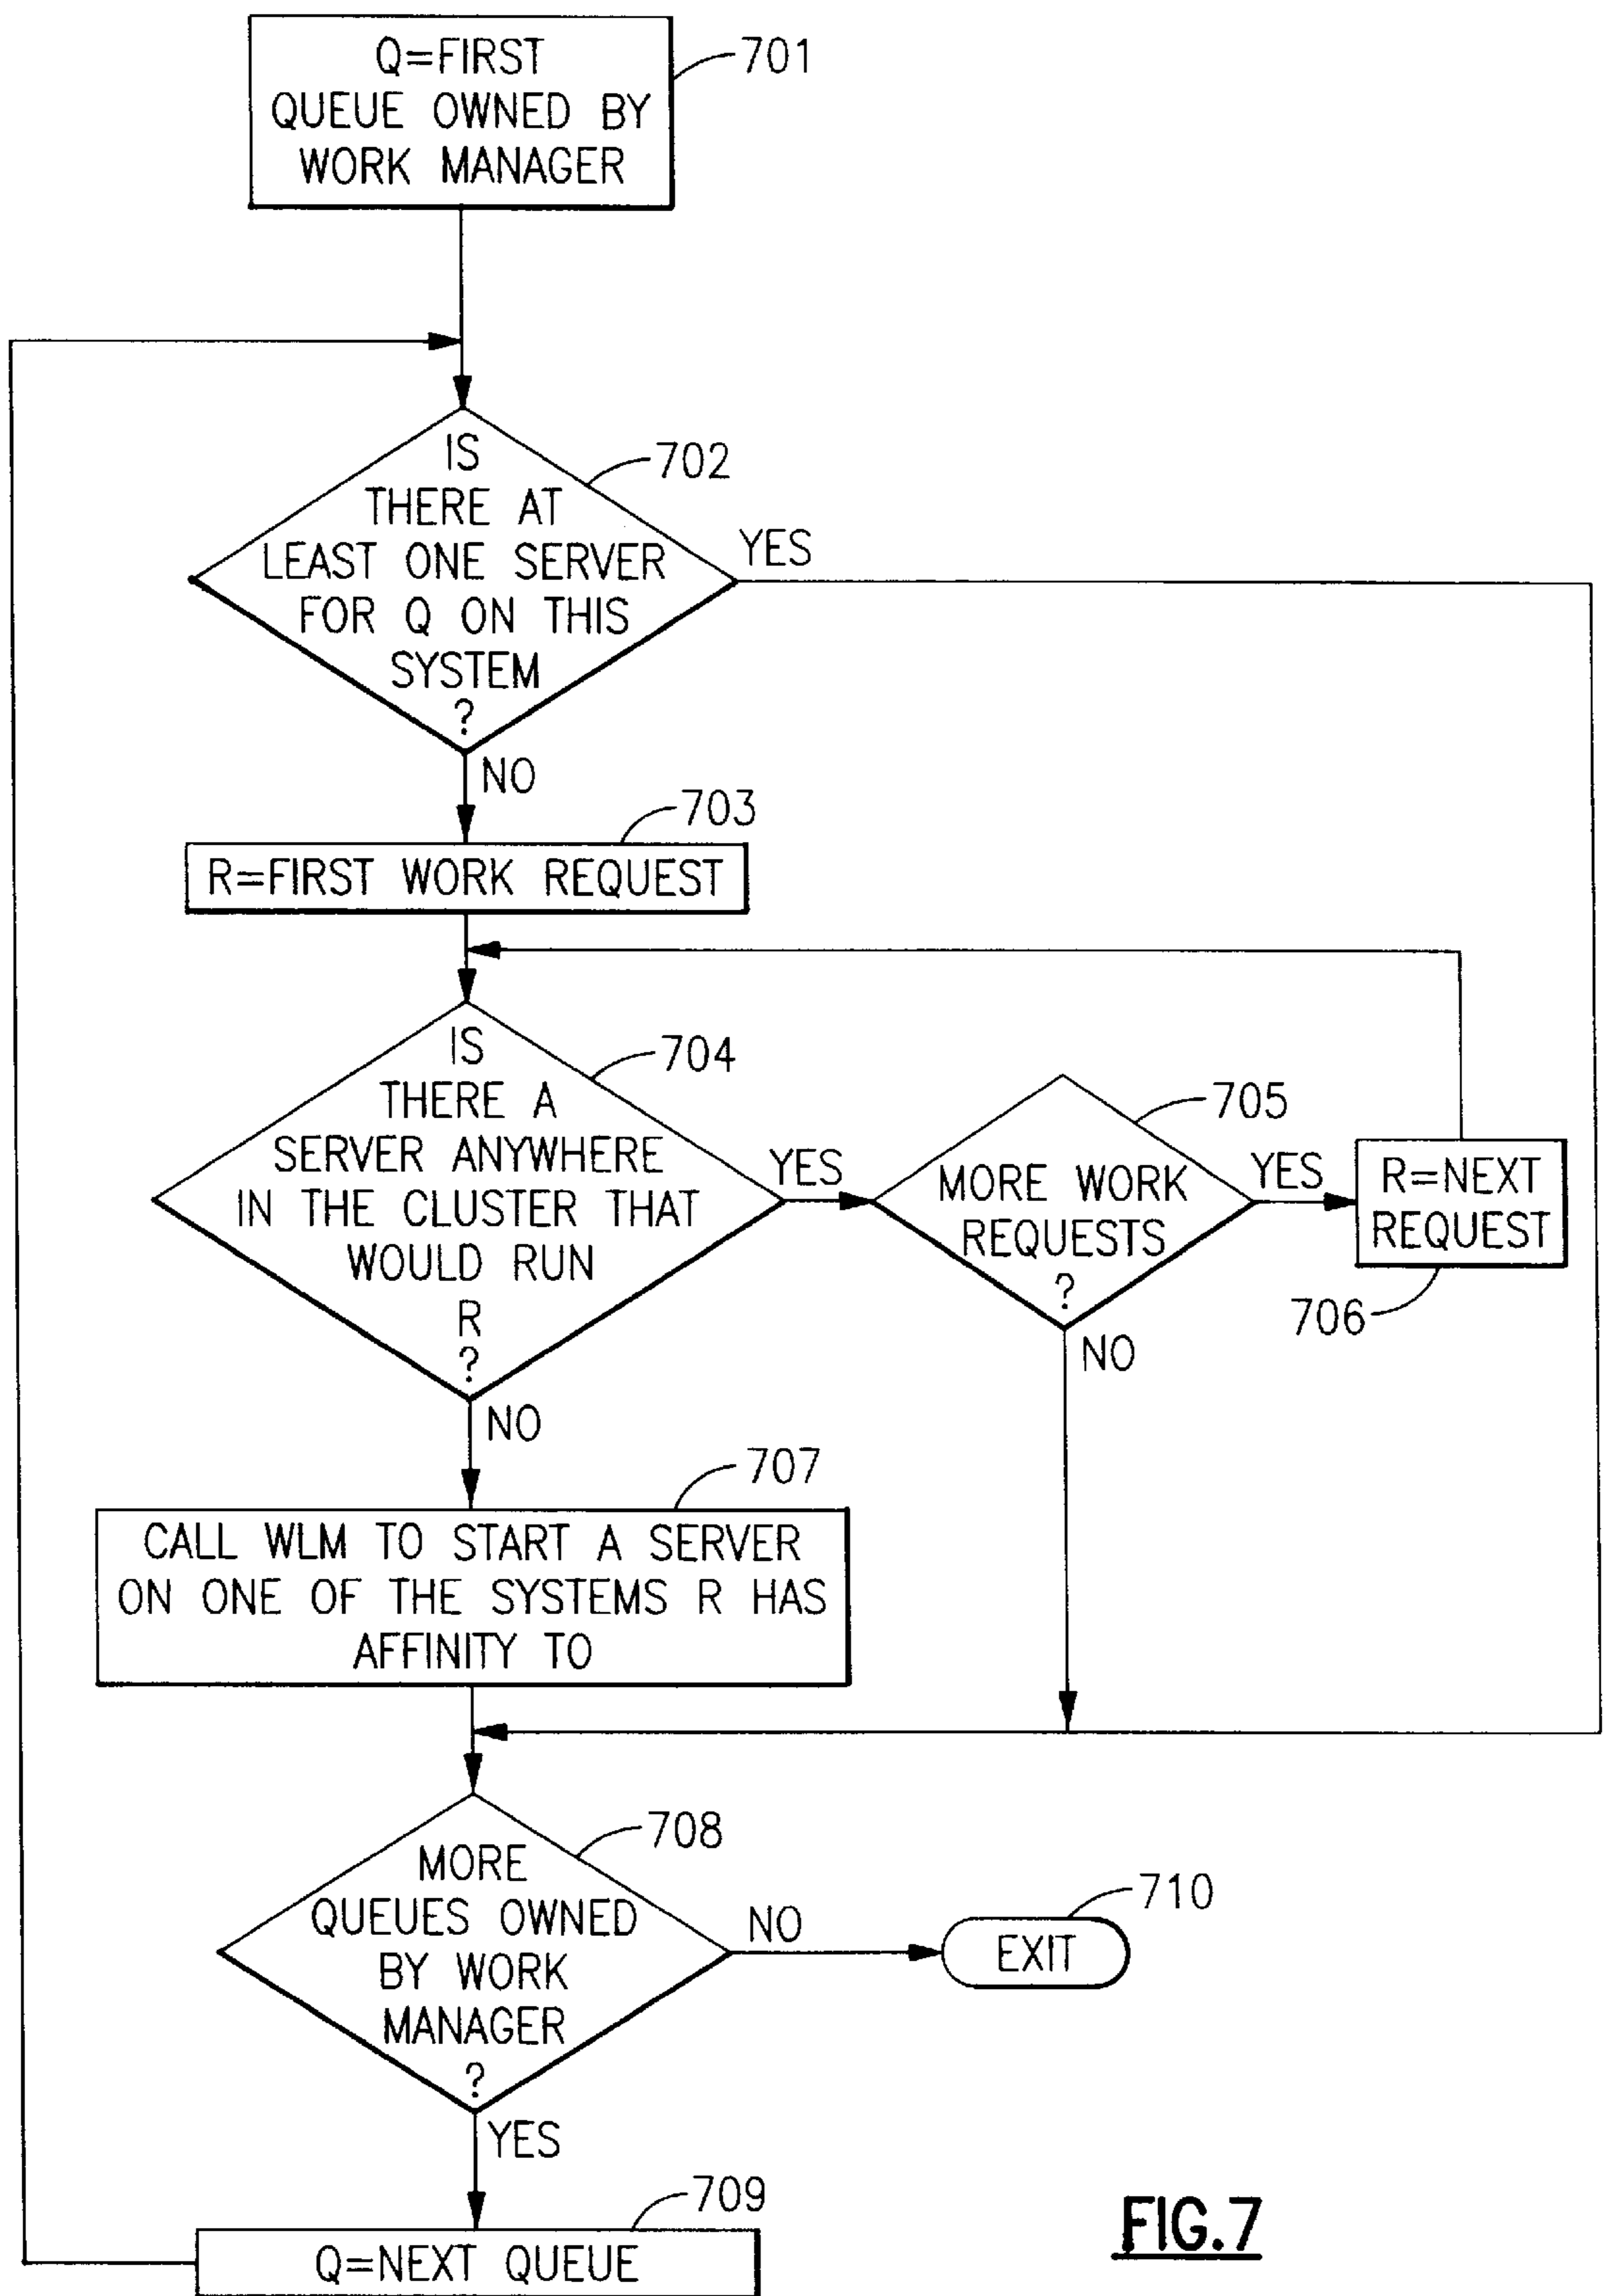 Q=FIRST
QUEUE OWNED BY
WORK MANAGER
701
IS
THERE AT
LEAST ONE SERVER
FOR Q ON THIS
SYSTEM
?
702
YES
NO
703
R=FIRST WORK REQUEST
IS
THERE A
SERVER ANYWHERE
IN THE CLUSTER THAT
WOULD RUN
R
?
704
YES
NO
705
MORE WORK
REQUESTS
?
YES
NO
R=NEXT
REQUEST
706
707
CALL WLM TO START A SERVER
ON ONE OF THE SYSTEMS R HAS
AFFINITY TO
708
MORE
QUEUES OWNED
BY WORK
MANAGER
?
NO
710
EXIT
YES
709
Q=NEXT QUEUE
FIG.7